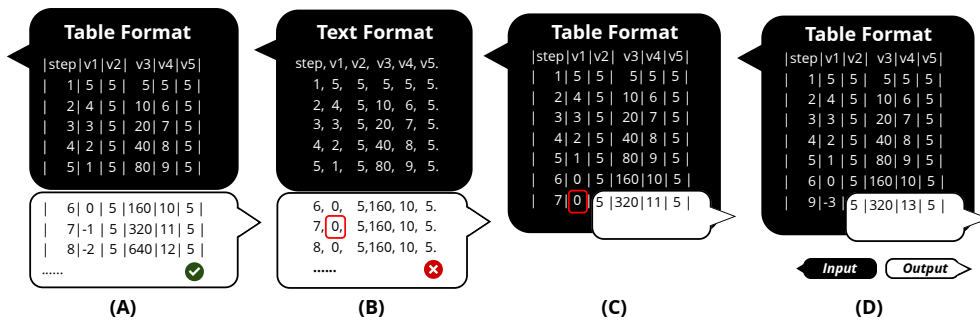 Table Format
|step|v1|v2| v3|v4|v5|
| 1| 5 | 5 | 5| 5 | 5 |
| 2| 4 | 5 | 10| 6 | 5 |
| 3| 3 | 5 | 20| 7 | 5 |
| 4| 2 | 5 | 40| 8 | 5 |
| 5| 1 | 5 | 80| 9 | 5 |
| 6| 0 | 5 |160|10| 5 |
| 7|-1 | 5 |320|11| 5 |
| 8|-2 | 5 |640|12| 5 |
......
(A)
Text Format
step, v1, v2, v3, v4, v5.
1, 5, 5, 5, 5, 5.
2, 4, 5, 10, 6, 5.
3, 3, 5, 20, 7, 5.
4, 2, 5, 40, 8, 5.
5, 1, 5, 80, 9, 5.
6, 0, 5,160, 10, 5.
7, 0, 5,160, 10, 5.
8, 0, 5,160, 10, 5.
......
(B)
Table Format
|step|v1|v2| v3|v4|v5|
| 1| 5 | 5 | 5| 5 | 5 |
| 2| 4 | 5 | 10| 6 | 5 |
| 3| 3 | 5 | 20| 7 | 5 |
| 4| 2 | 5 | 40| 8 | 5 |
| 5| 1 | 5 | 80| 9 | 5 |
| 6| 0 | 5 |160|10| 5 |
| 7| 0 | 5 |320|11| 5 |
(C)
Table Format
|step|v1|v2| v3|v4|v5|
| 1| 5 | 5 | 5| 5 | 5 |
| 2| 4 | 5 | 10| 6 | 5 |
| 3| 3 | 5 | 20| 7 | 5 |
| 4| 2 | 5 | 40| 8 | 5 |
| 5| 1 | 5 | 80| 9 | 5 |
| 6| 0 | 5 |160|10| 5 |
| 9|-3 | 5 |320|13| 5 |
Input
Output
(D)